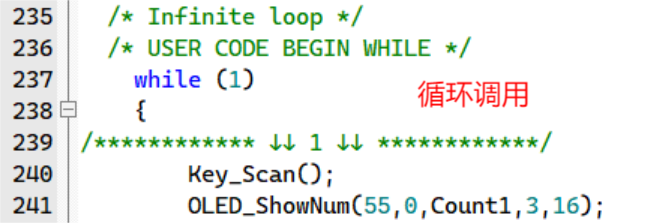 235 /* Infinite loop */
236 /* USER CODE BEGIN WHILE */
237 while (1)
循环调用
238 {
239 /************ ↓↓ 1 ↓↓ ************/
240 Key_Scan();
241 OLED_ShowNum(55,0,Count1,3,16);